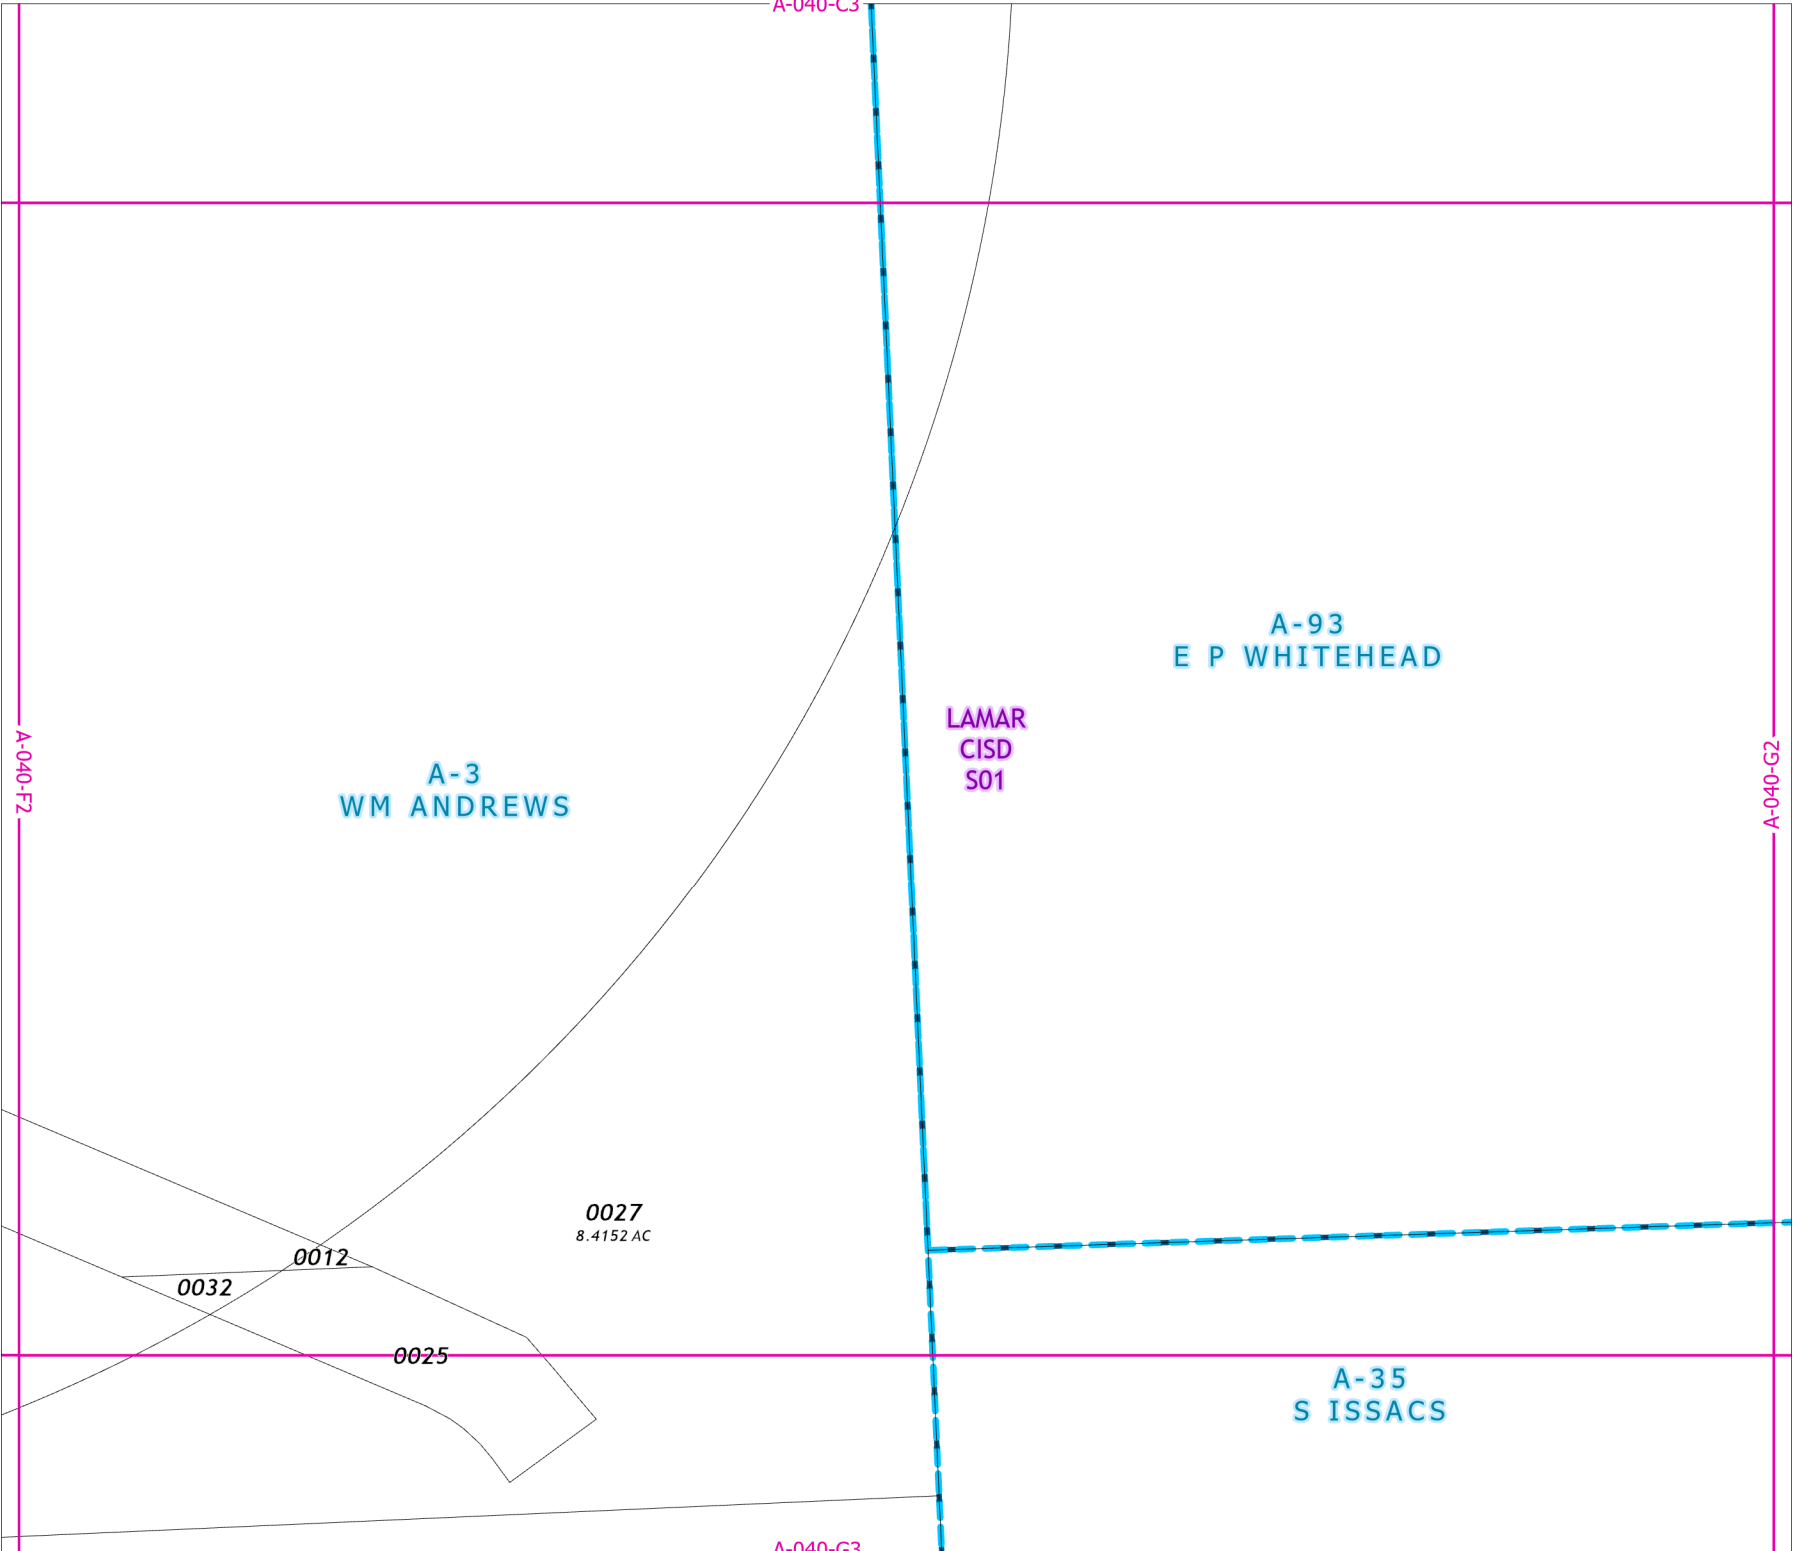 A-040-C3
A-93
E P WHITEHEAD
LAMAR
CISD
S01
A-040-F2
A-040-G2
A-3
WM ANDREWS
0027
8.4152 AC
0012
0032
0025
A-35
S ISSACS
A-040-G3